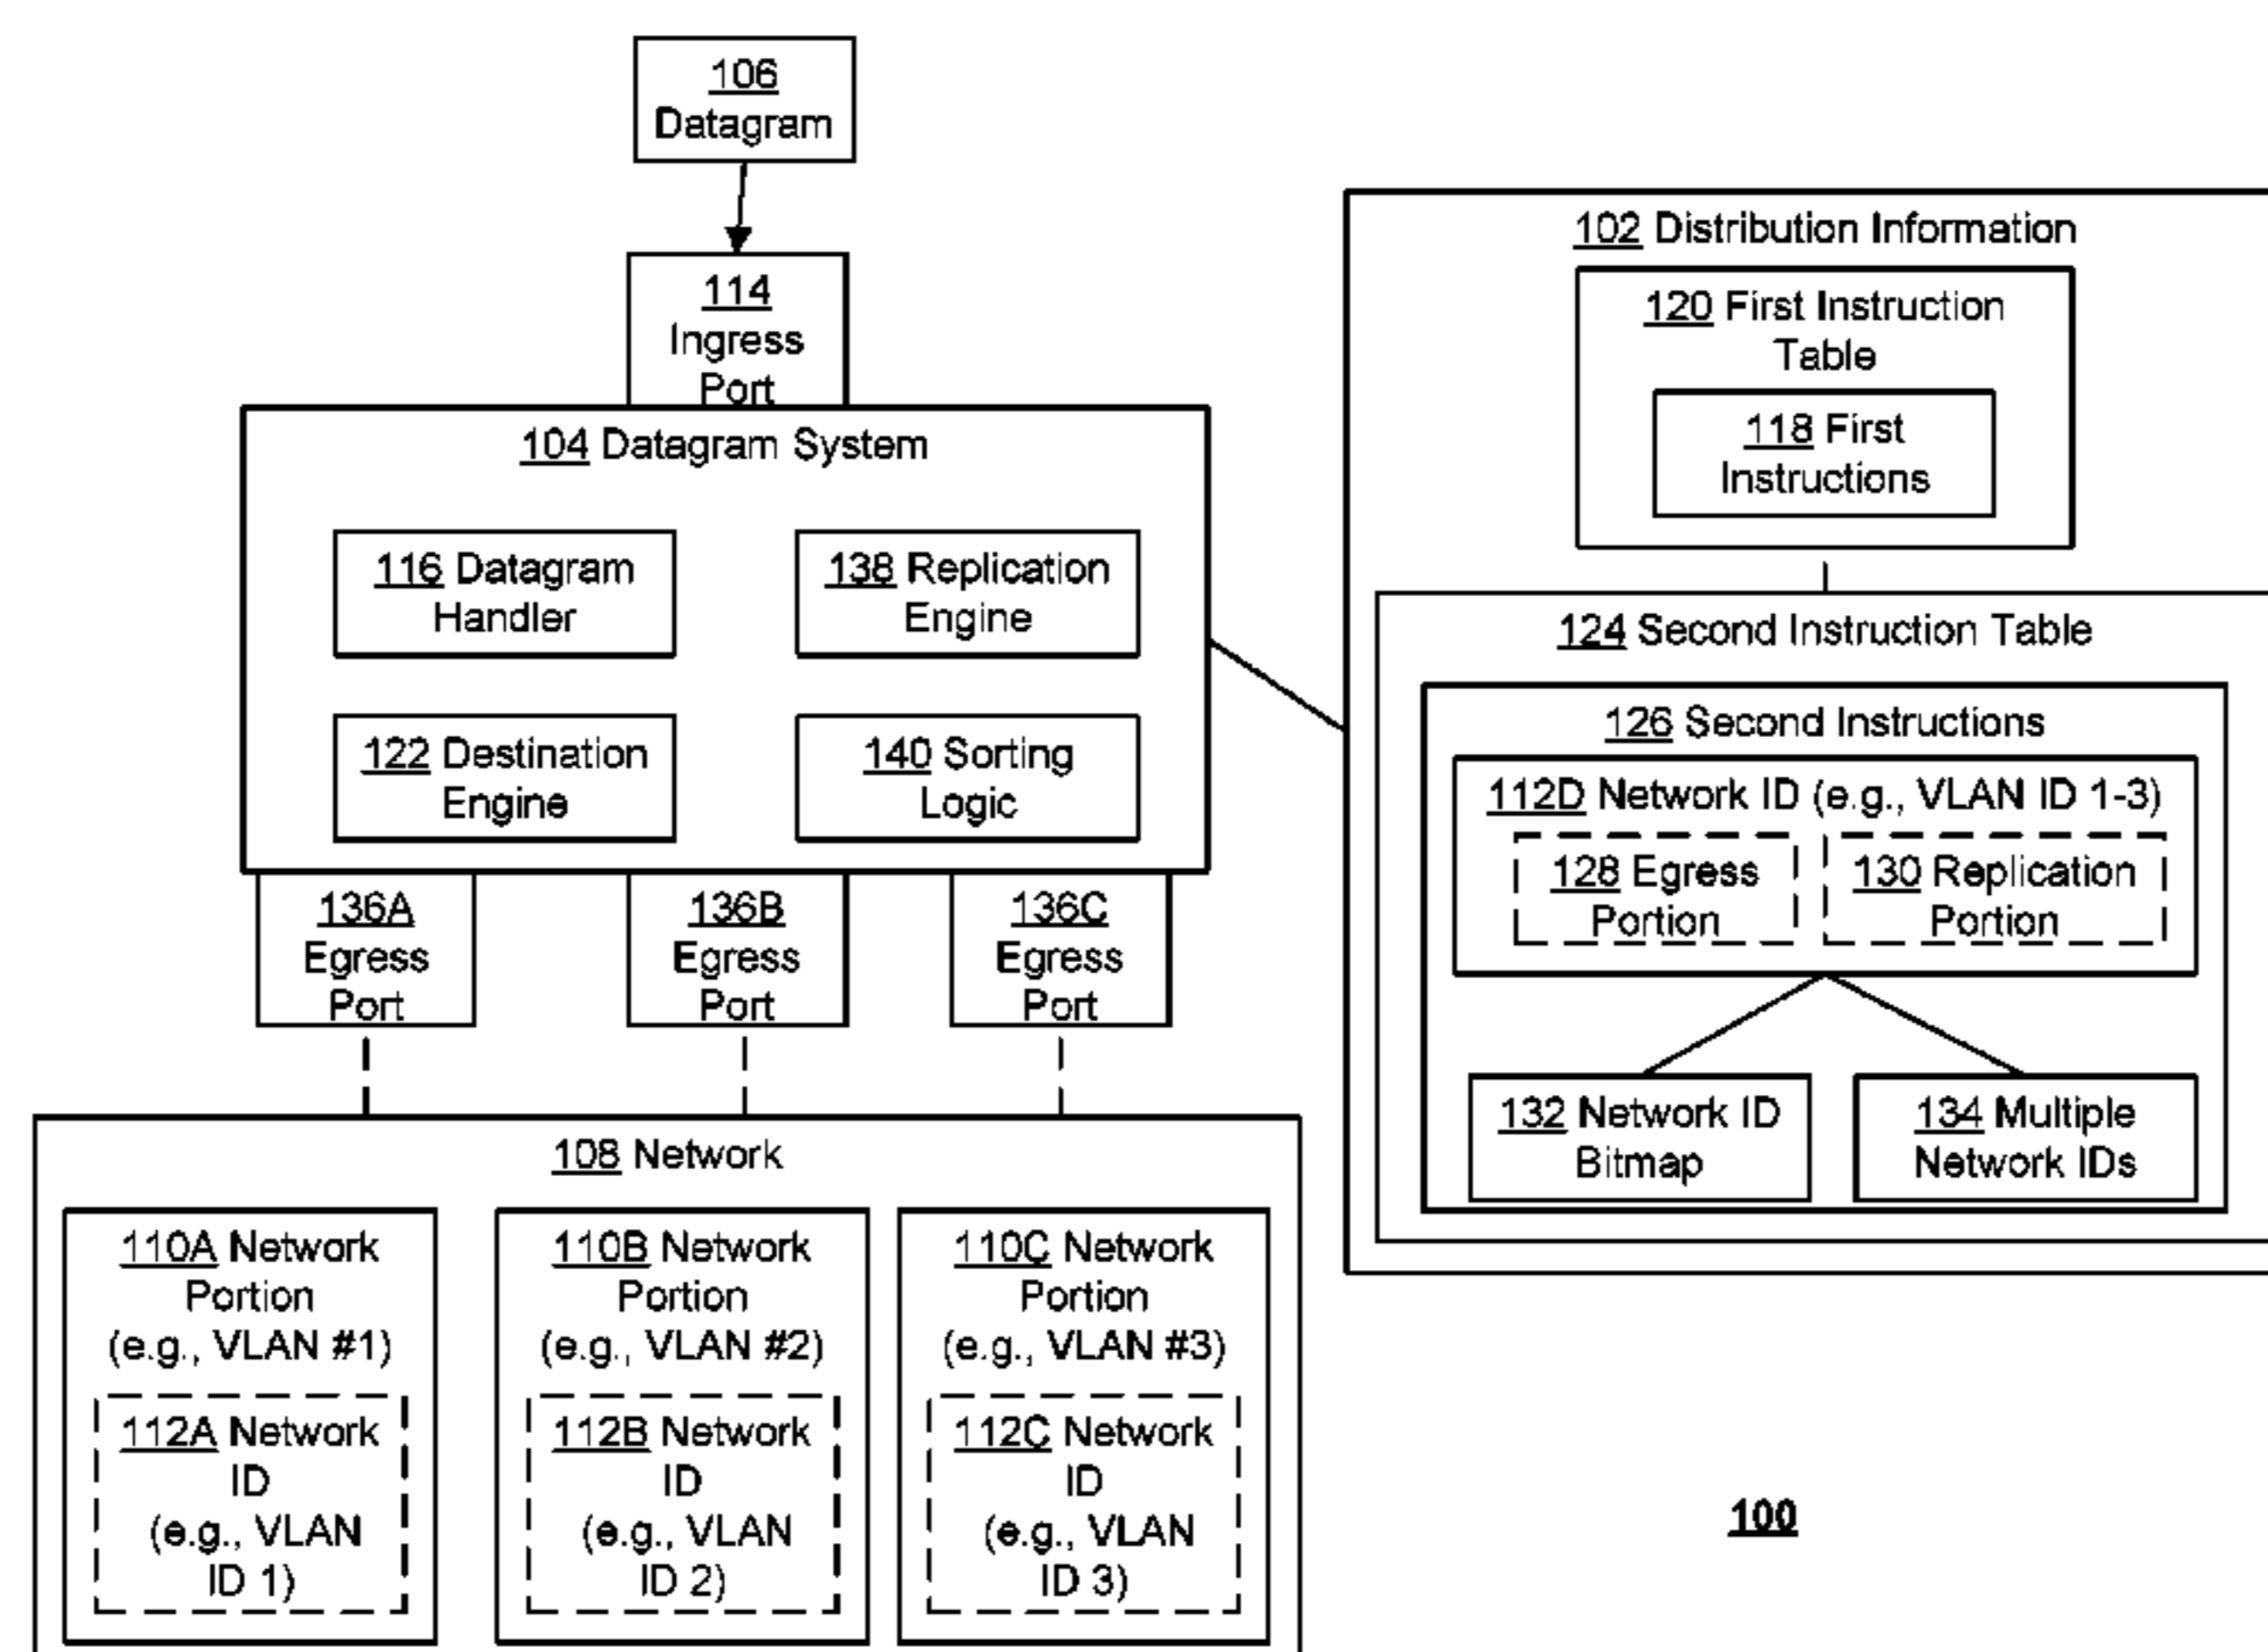 106
Datagram
114
Ingress
Port
104 Datagram System
116 Datagram
Handler
138 Replication
Engine
122 Destination
Engine
140 Sorting
Logic
136A
Egress
Port
136B
Egress
Port
136C
Egress
Port
108 Network
110A Network
Portion
(e.g., VLAN #1)
112A Network
ID
(e.g., VLAN
ID 1)
110B Network
Portion
(e.g., VLAN #2)
112B Network
ID
(e.g., VLAN
ID 2)
110C Network
Portion
(e.g., VLAN #3)
112C Network
ID
(e.g., VLAN
ID 3)
102 Distribution Information
120 First Instruction
Table
118 First
Instructions
124 Second Instruction Table
126 Second Instructions
112D Network ID (e.g., VLAN ID 1-3)
128 Egress
Portion
130 Replication
Portion
132 Network ID
Bitmap
134 Multiple
Network IDs
100